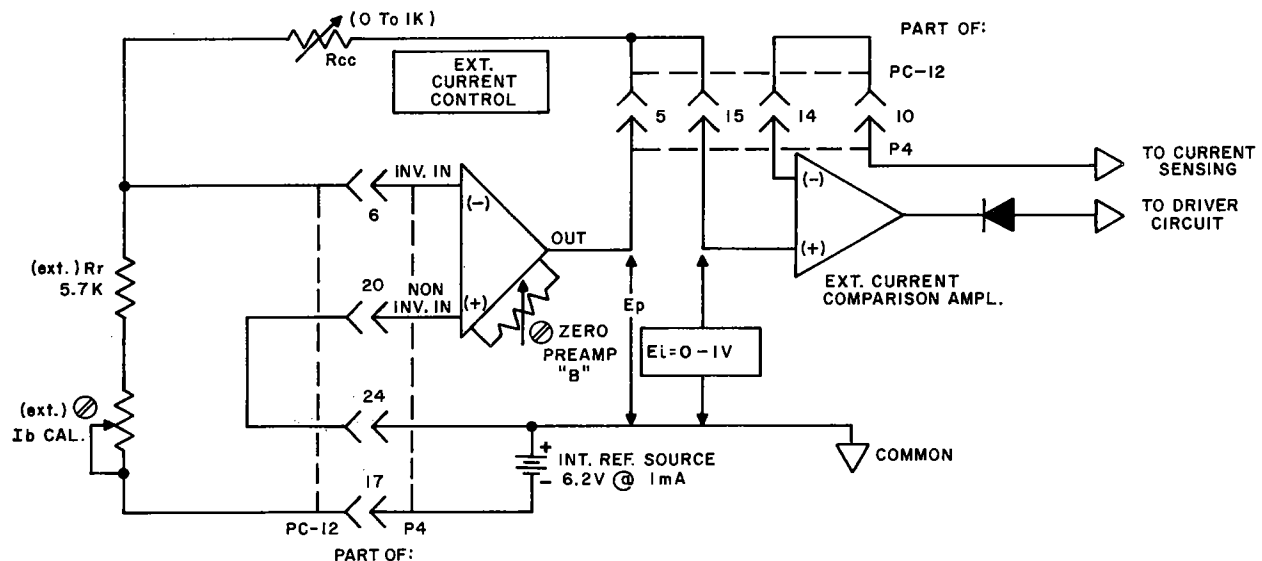 (0 To 1K)
Rcc
EXT.
CURRENT
CONTROL
PART OF:
PC-12
5
15
14
10
P4
TO CURRENT
SENSING
TO DRIVER
CIRCUIT
INV. IN
(-)
6
OUT
(-)
(+)
EXT. CURRENT
COMPARISON AMPL.
(ext.) Rr
5.7K
20
NON
INV. IN
(+)
ZERO
PREAMP
"B"
Ep
Ei=0-1V
(ext.)
Ib CAL.
24
COMMON
+
INT. REF. SOURCE
- 6.2V @ 1mA
17
PC-12
P4
PART OF: